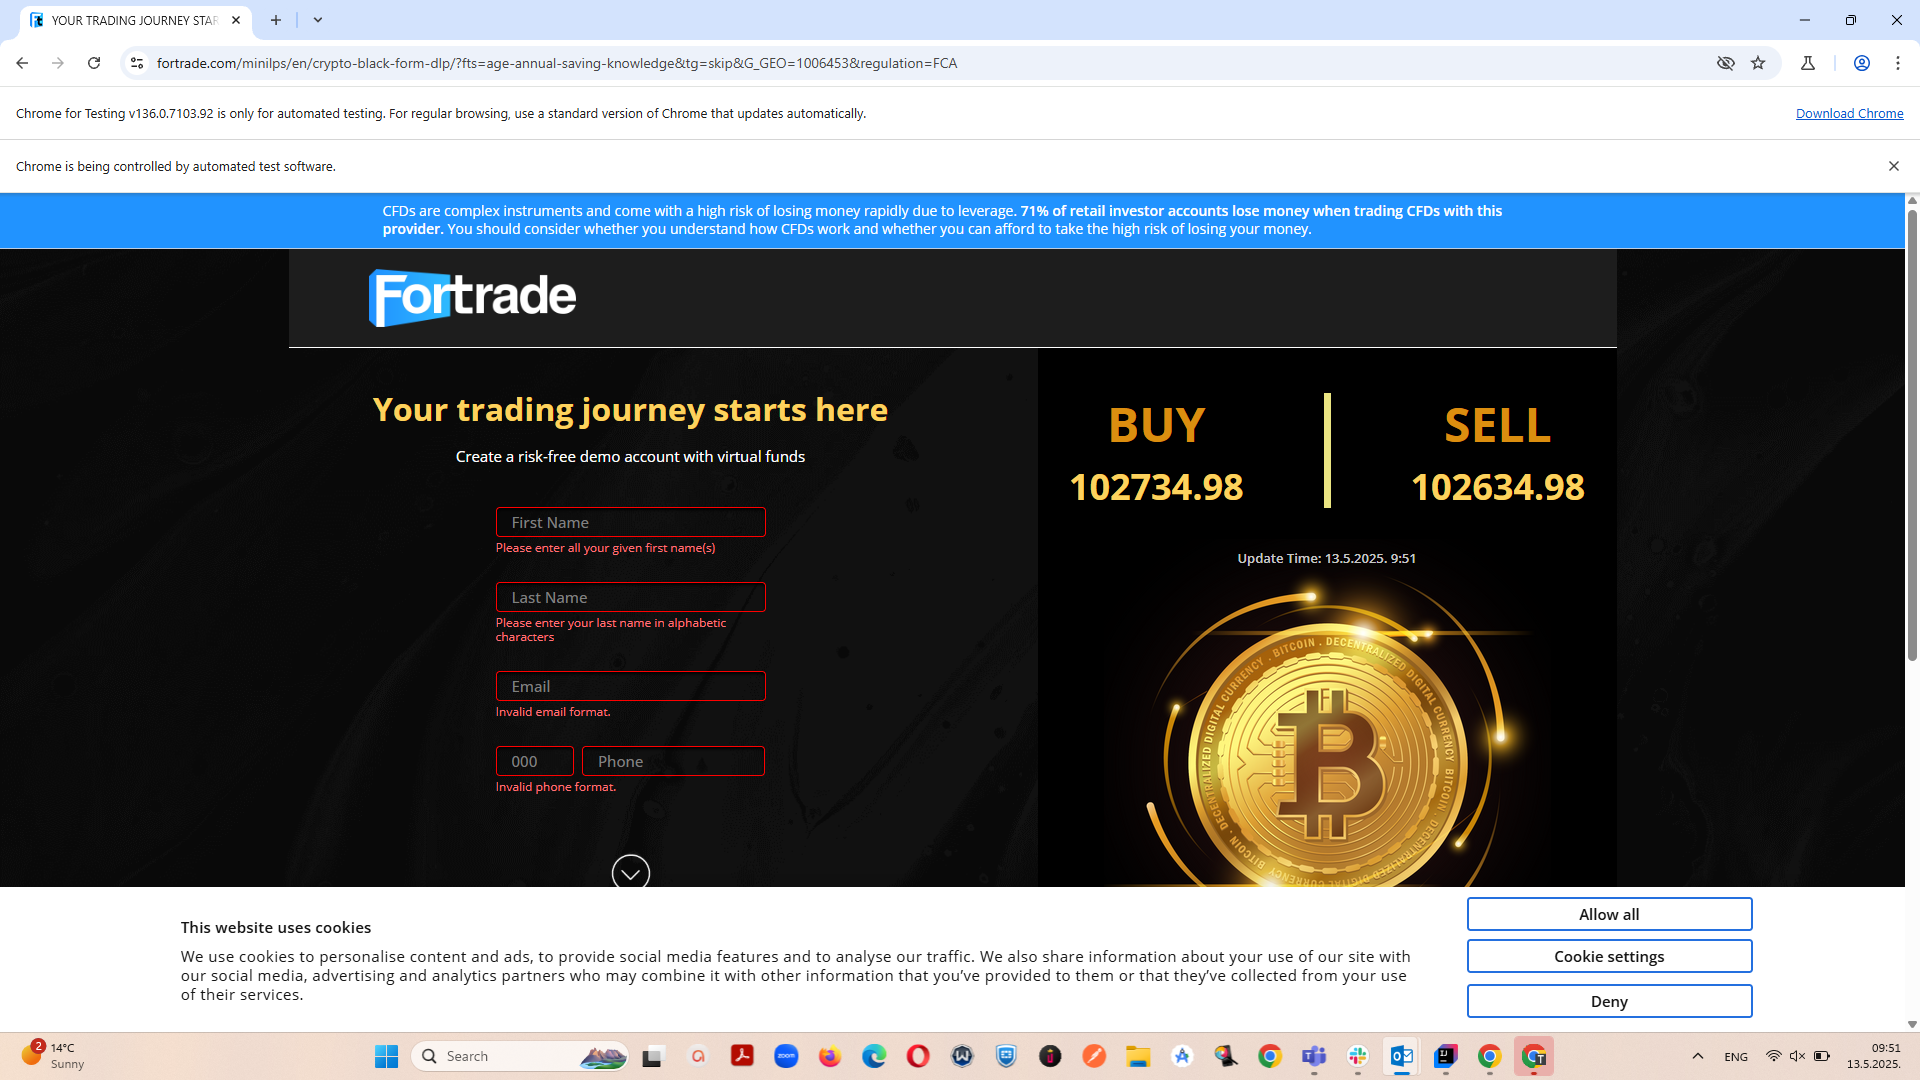 YOUR TRADING JOURNEY STAR
fortrade.com/minilps/en/crypto-black-form-dlp/?fts=age-annual-saving-knowledge&tg=skip&G_GEO=1006453&regulation=FCA
Chrome for Testing v136.0.7103.92 is only for automated testing. For regular browsing, use a standard version of Chrome that updates automatically.
Download Chrome
Chrome is being controlled by automated test software.
CFDs are complex instruments and come with a high risk of losing money rapidly due to leverage. 71% of retail investor accounts lose money when trading CFDs with this
provider. You should consider whether you understand how CFDs work and whether you can afford to take the high risk of losing your money.
Fortrade
Your trading journey starts here
Create a risk-free demo account with virtual funds
First Name
Please enter all your given first name(s)
Last Name
Please enter your last name in alphabetic
characters
Email
Invalid email format.
000 Phone
Invalid phone format.
BUY SELL
102734.98 102634.98
Update Time: 13.5.2025. 9:51
BITCOIN . DECENTRALIZED DIGITAL CURRENCY . BITCOIN . DECENTRALIZED DIGITAL CURRENCY . BITCOIN . DECENTRALIZED DIGITAL CURRENCY
This website uses cookies
We use cookies to personalise content and ads, to provide social media features and to analyse our traffic. We also share information about your use of our site with
our social media, advertising and analytics partners who may combine it with other information that you've provided to them or that they've collected from your use
of their services.
Allow all
Cookie settings
Deny
2
14°C
Sunny
Search
zoom
ENG
09:51
13.5.2025.